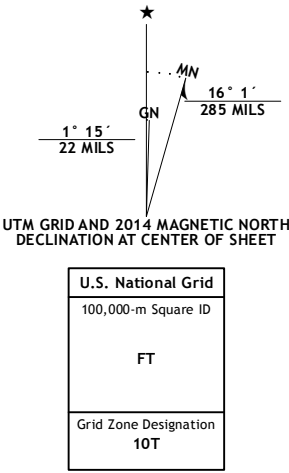 MN
16° 1´
285 MILS
GN
1° 15´
22 MILS
UTM GRID AND 2014 MAGNETIC NORTH
DECLINATION AT CENTER OF SHEET
U.S. National Grid
100,000-m Square ID
FT
Grid Zone Designation
10T